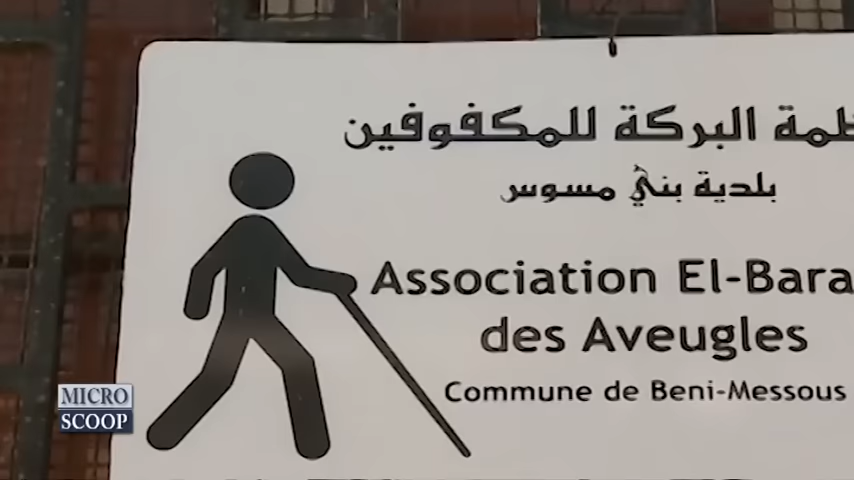 البركة للمكفوفين
بلدية بني مسوس
Association El-Bara
des Aveugles
Commune de Beni-Messous
MICRO
SCOOP